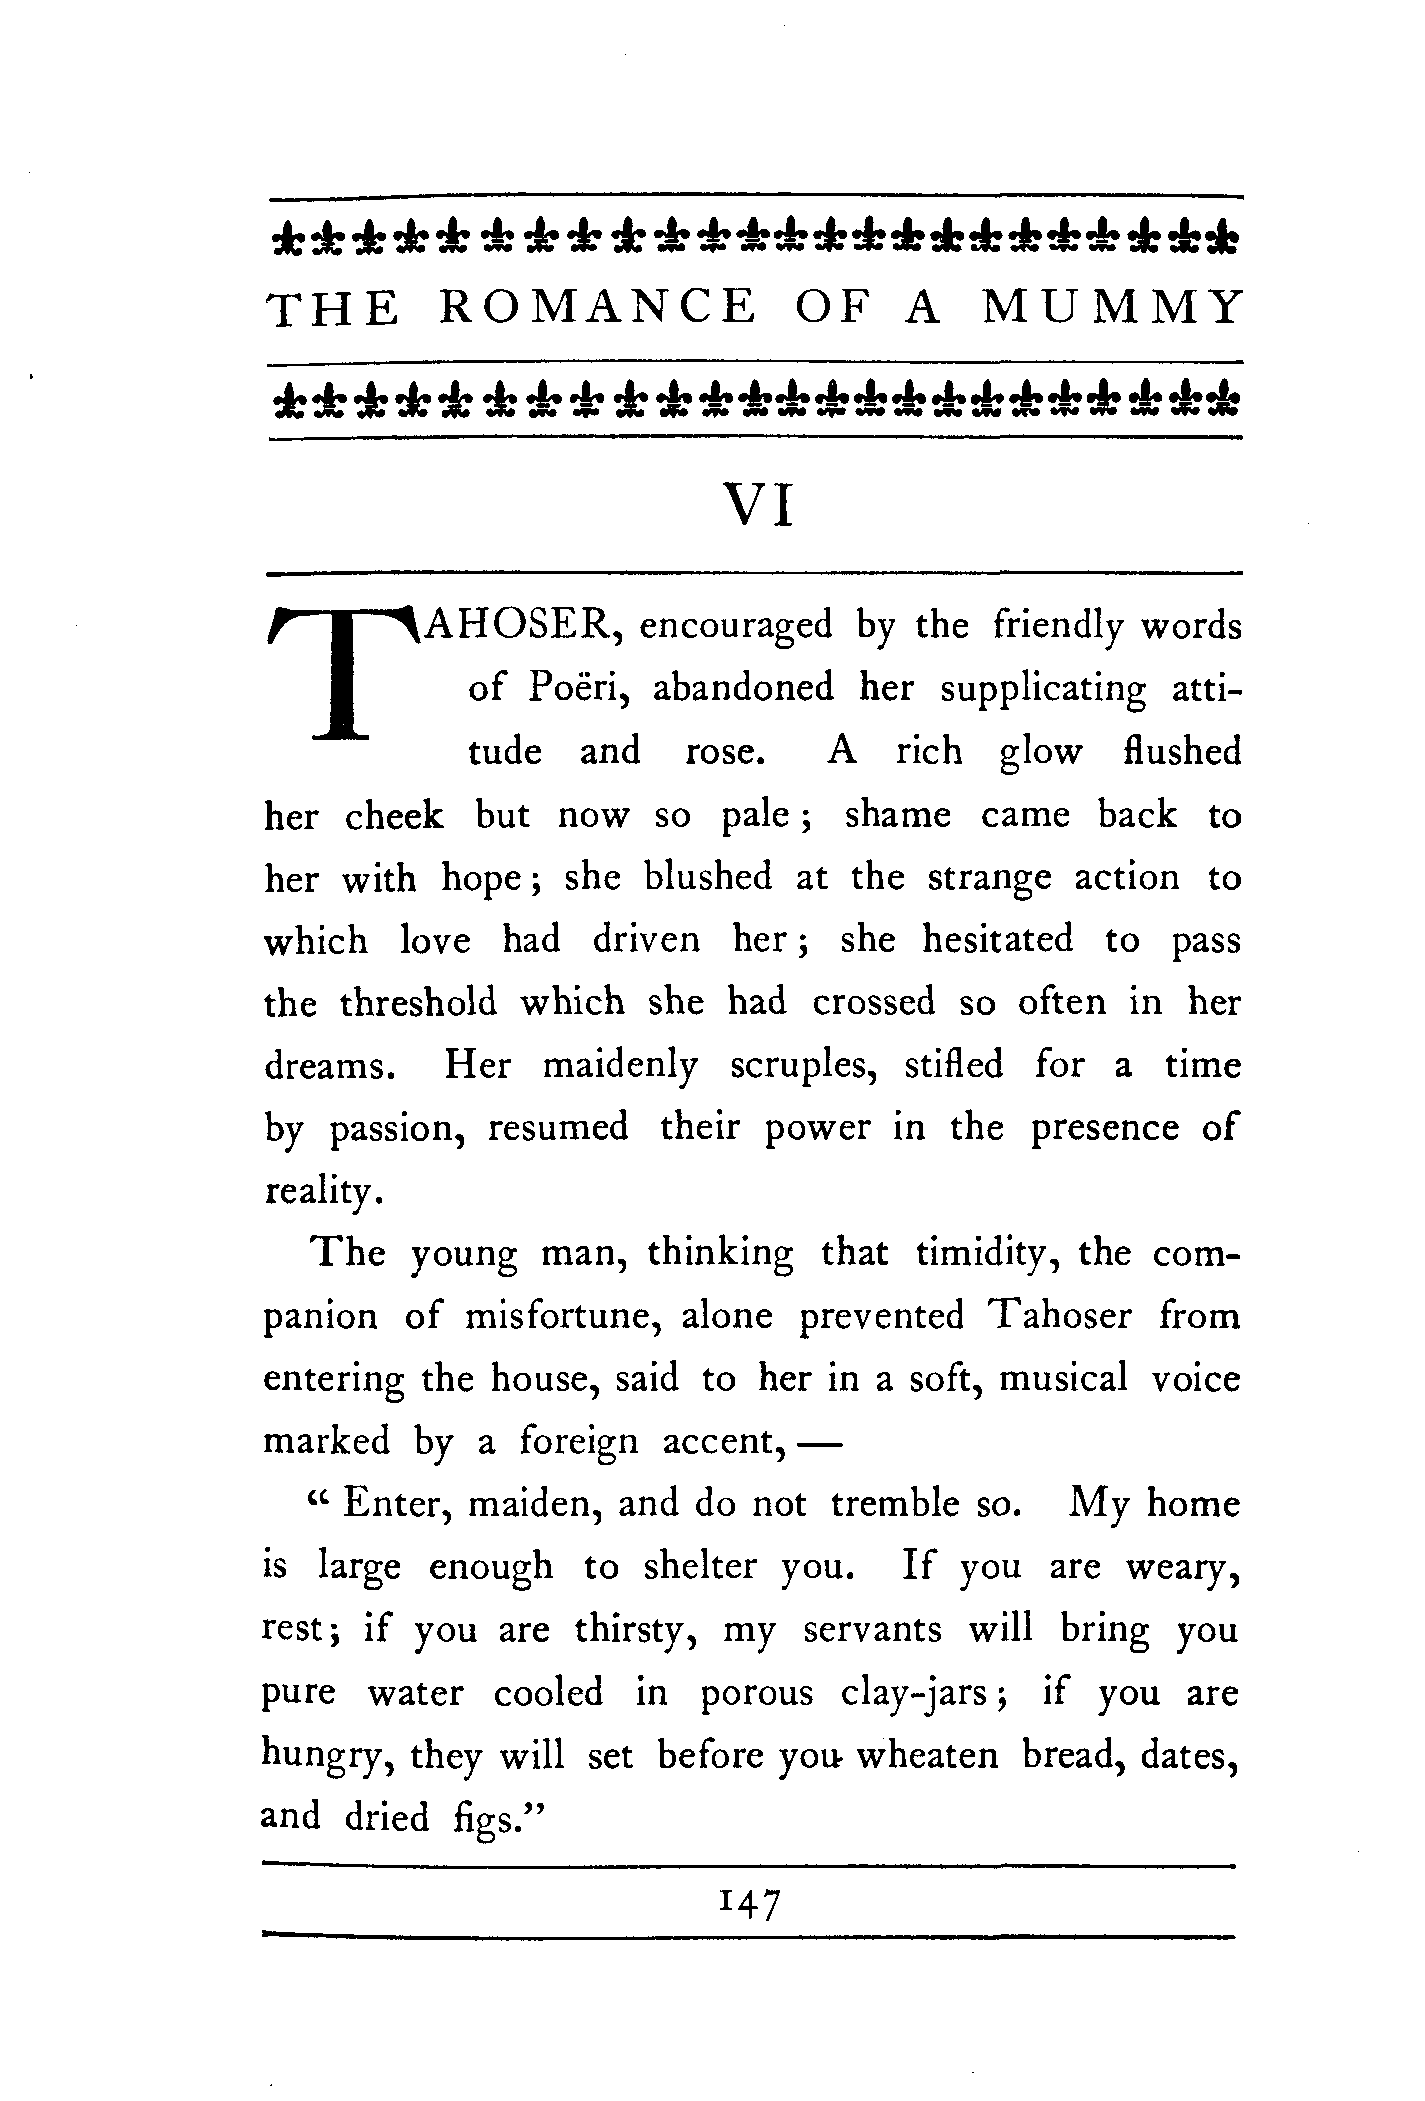 THE ROMANCE OF A MUMMY
VI
TAHOSER, encouraged by the friendly words
of Poëri, abandoned her supplicating atti-
tude and rose. A rich glow flushed
her cheek but now so pale; shame came back to
her with hope; she blushed at the strange action to
which love had driven her; she hesitated to pass
the threshold which she had crossed so often in her
dreams. Her maidenly scruples, stifled for a time
by passion, resumed their power in the presence of
reality.
The young man, thinking that timidity, the com-
panion of misfortune, alone prevented Tahoser from
entering the house, said to her in a soft, musical voice
marked by a foreign accent,—
“Enter, maiden, and do not tremble so. My home
is large enough to shelter you. If you are weary,
rest; if you are thirsty, my servants will bring you
pure water cooled in porous clay-jars; if you are
hungry, they will set before you wheaten bread, dates,
and dried figs.”
147